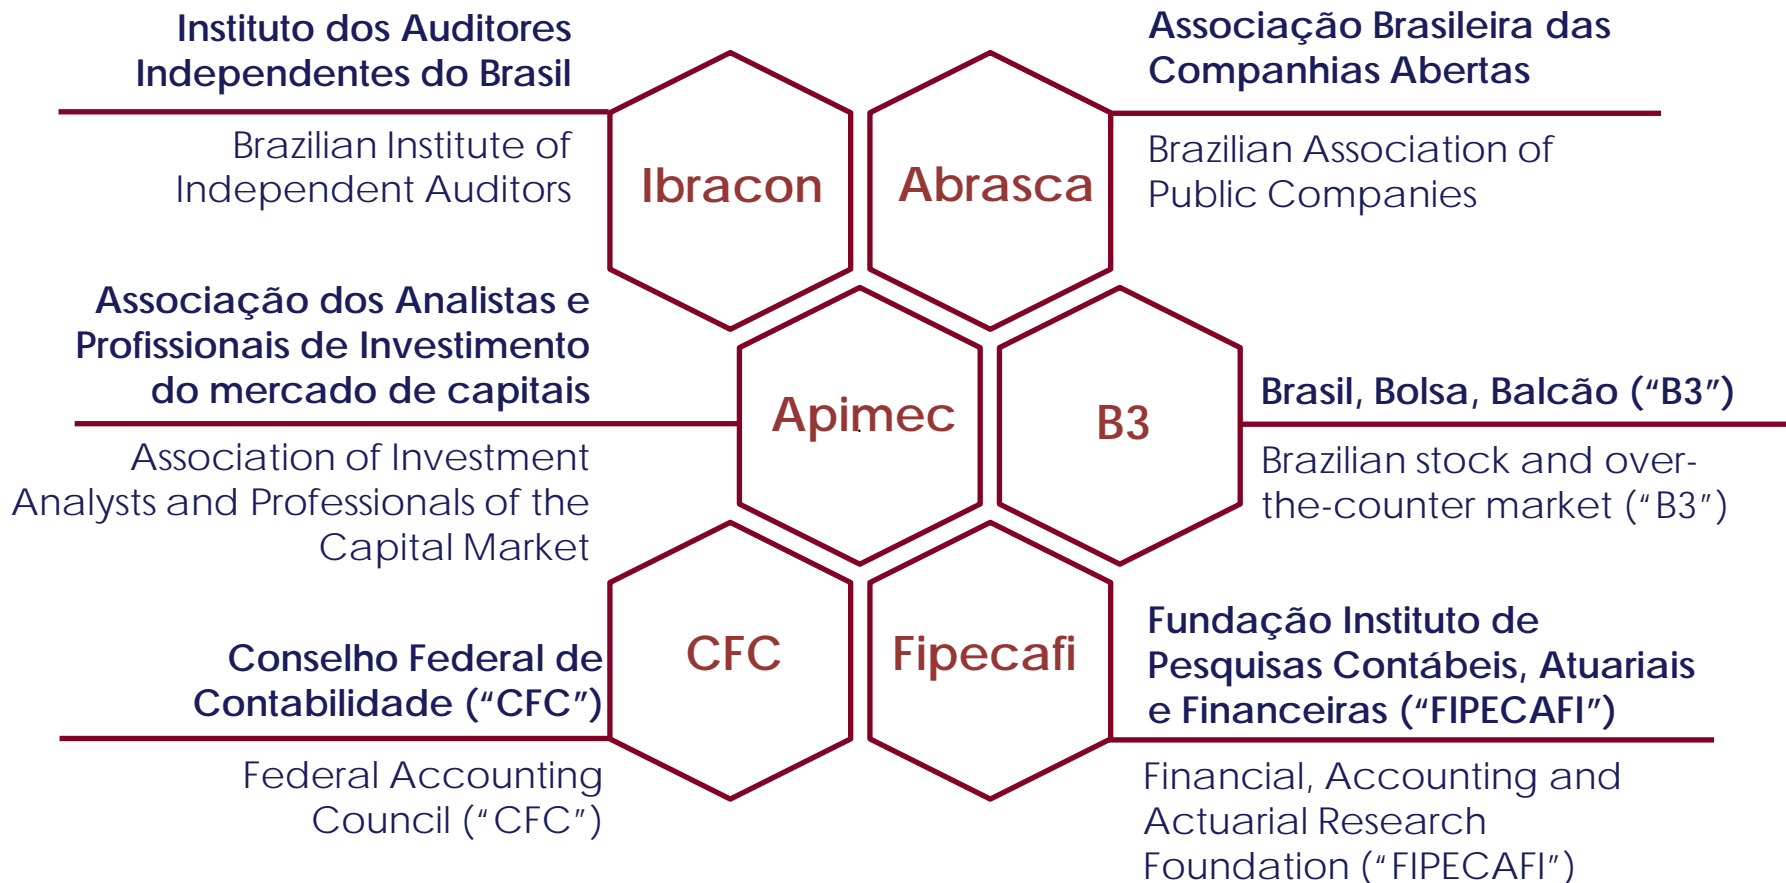 Instituto dos Auditores
Independentes do Brasil
Brazilian Institute of
Independent Auditors
Ibracon
Abrasca
Associação Brasileira das
Companhias Abertas
Brazilian Association of
Public Companies
Associação dos Analistas e
Profissionais de Investimento
do mercado de capitais
Association of Investment
Analysts and Professionals of the
Capital Market
Apimec
B3
Brasil, Bolsa, Balcão (“B3”)
Brazilian stock and over-
the-counter market (“B3”)
Conselho Federal de
Contabilidade (“CFC”)
Federal Accounting
Council (“CFC”)
CFC
Fipecafi
Fundação Instituto de
Pesquisas Contábeis, Atuariais
e Financeiras (“FIPECAFI”)
Financial, Accounting and
Actuarial Research
Foundation (“FIPECAFI”)